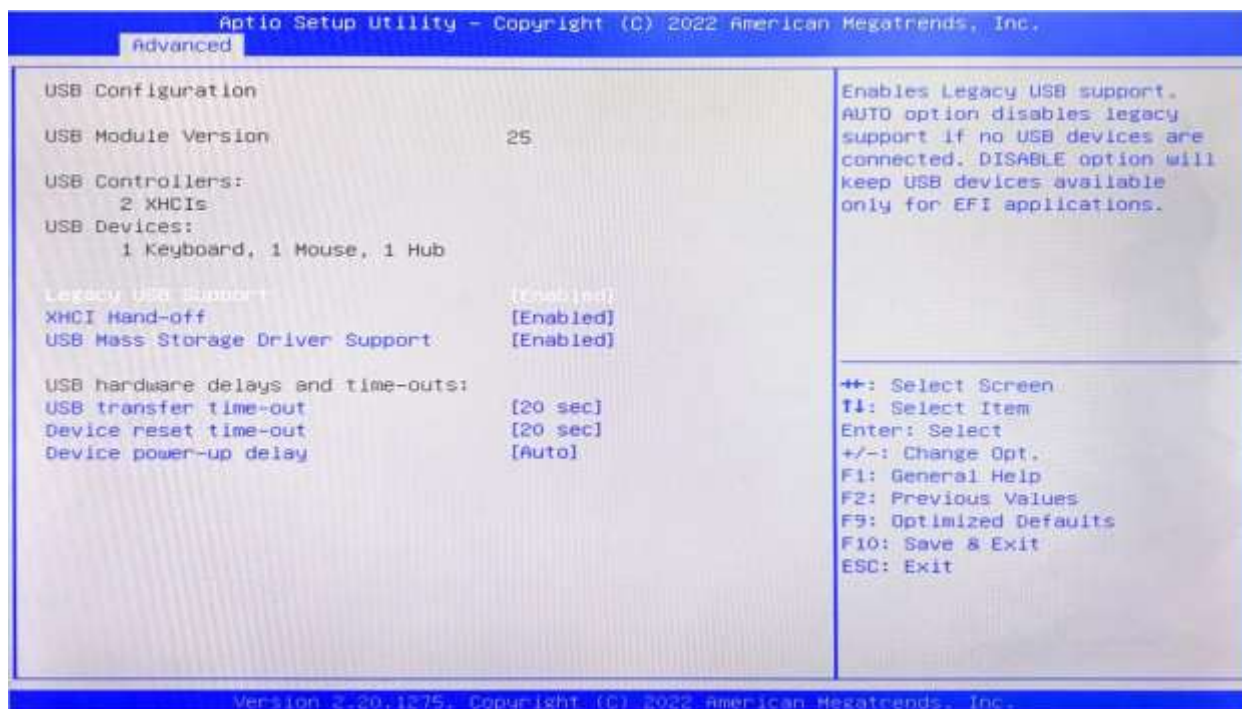 Aptio Setup Utility - Copyright (C) 2022 American Megatrends, Inc.
Advanced
USB Configuration
USB Module Version 25
USB Controllers:
2 XHCIs
USB Devices:
1 Keyboard, 1 Mouse, 1 Hub
Legacy USB Support [Enabled]
XHCI Hand-off [Enabled]
USB Mass Storage Driver Support [Enabled]
USB hardware delays and time-outs:
USB transfer time-out [20 sec]
Device reset time-out [20 sec]
Device power-up delay [Auto]
Enables Legacy USB support.
AUTO option disables legacy
support if no USB devices are
connected. DISABLE option will
keep USB devices available
only for EFI applications.
→←: Select Screen
↑↓: Select Item
Enter: Select
+/-: Change Opt.
F1: General Help
F2: Previous Values
F9: Optimized Defaults
F10: Save & Exit
ESC: Exit
Version 2.20.1275. Copyright (C) 2022 American Megatrends, Inc.